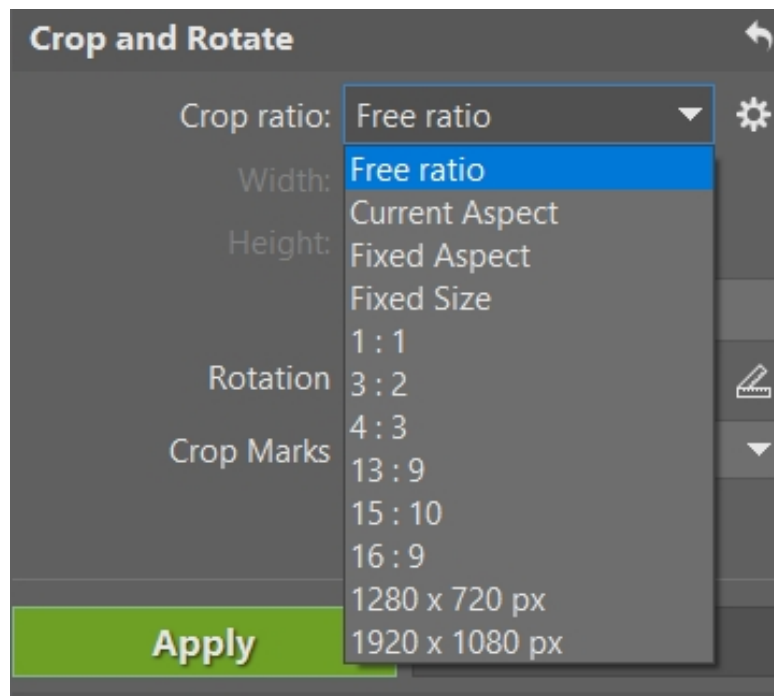 Crop and Rotate
Crop ratio: Free ratio
Width:
Height:
Free ratio
Current Aspect
Fixed Aspect
Fixed Size
1 : 1
3 : 2
4 : 3
13 : 9
15 : 10
16 : 9
1280 x 720 px
1920 x 1080 px
Rotation
Crop Marks
Apply